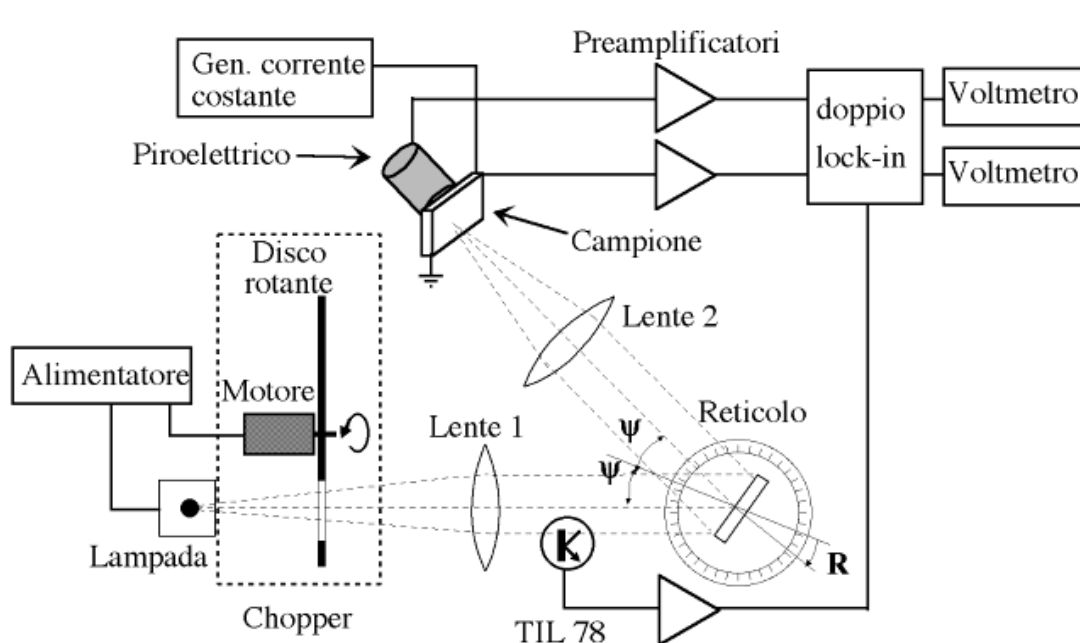 Preamplificatori
Gen. corrente
costante
doppio
lock-in
Voltmetro
Voltmetro
Piroelettrico
Campione
Disco
rotante
Lente 2
Alimentatore
Motore
Reticolo
Lente 1
ψ
ψ
Lampada
R
Chopper
TIL 78